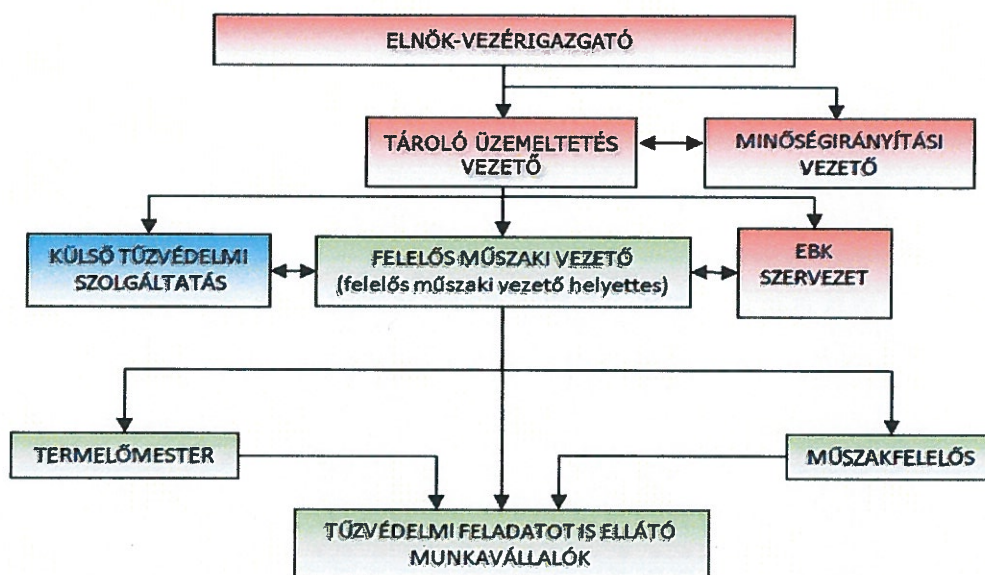 ELNÖK-VEZÉRIGAZGATÓ
TÁROLÓ ÜZEMELTETÉS
VEZETŐ
MINŐSÉGIRÁNYÍTÁSI
VEZETŐ
KÜLSŐ TŰZVÉDELMI
SZOLGÁLTATÁS
FELELŐS MŰSZAKI VEZETŐ
(felelős műszaki vezető helyettes)
EBK
SZERVEZET
TERMELŐMESTER
MŰSZAKFELELŐS
TŰZVÉDELMI FELADATOT IS ELLÁTÓ
MUNKAVÁLLALÓK